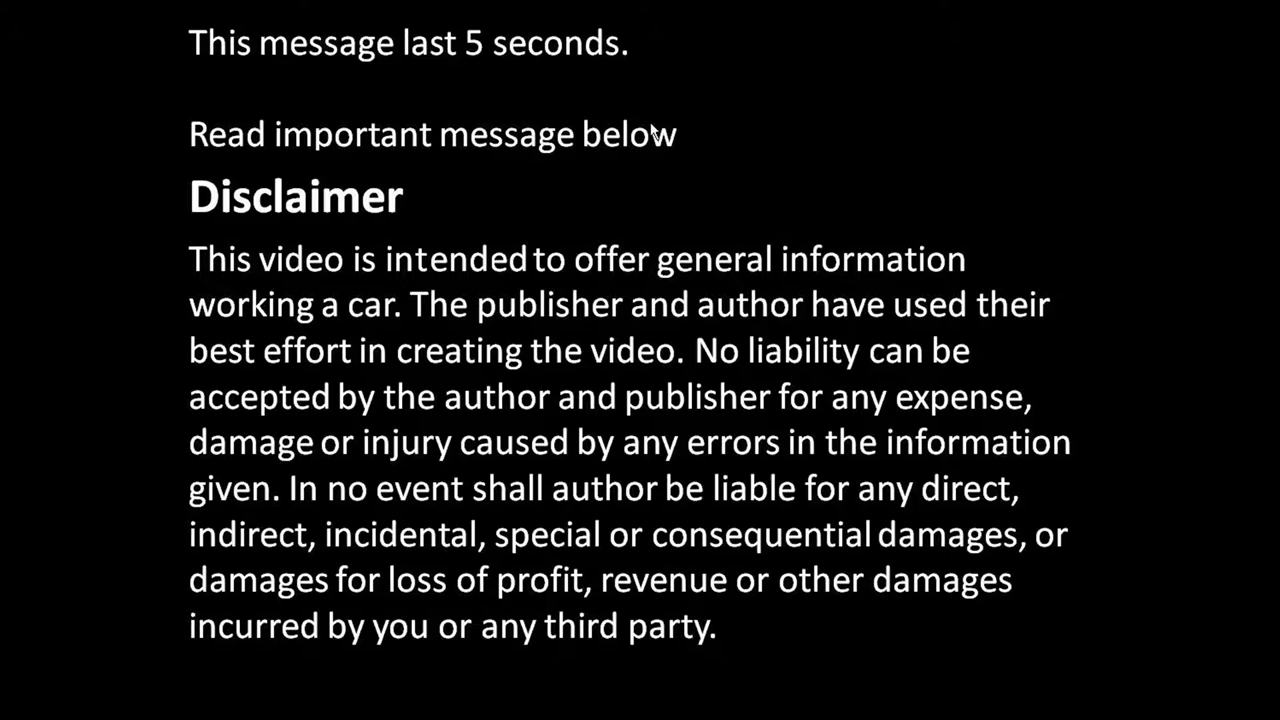 This message last 5 seconds.
Read important message below
Disclaimer
This video is intended to offer general information
working a car. The publisher and author have used their
best effort in creating the video. No liability can be
accepted by the author and publisher for any expense,
damage or injury caused by any errors in the information
given. In no event shall author be liable for any direct,
indirect, incidental, special or consequential damages, or
damages for loss of profit, revenue or other damages
incurred by you or any third party.